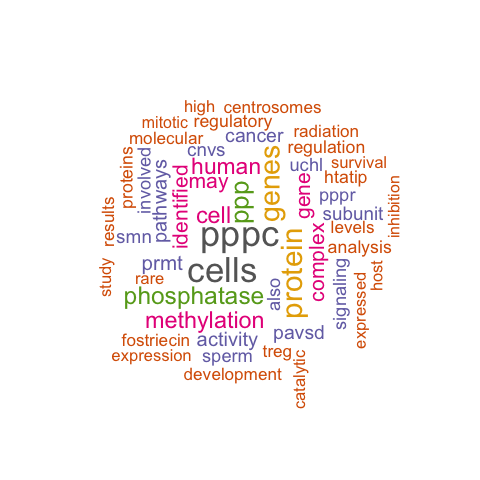 high
centrosomes
mitotic
regulatory
molecular
cancer
radiation
cnvs
regulation
proteins
involved
pathways
identified
human
may
ppp
genes
uchl
survival
gene
htatip
pppr
inhibition
results
cell
subunit
smn
pppc
protein
complex
levels
analysis
study
prmt
cells
rare
also
signaling
host
expressed
phosphatase
methylation
fostriecin
activity
pavsd
expression
sperm
treg
catalytic
development